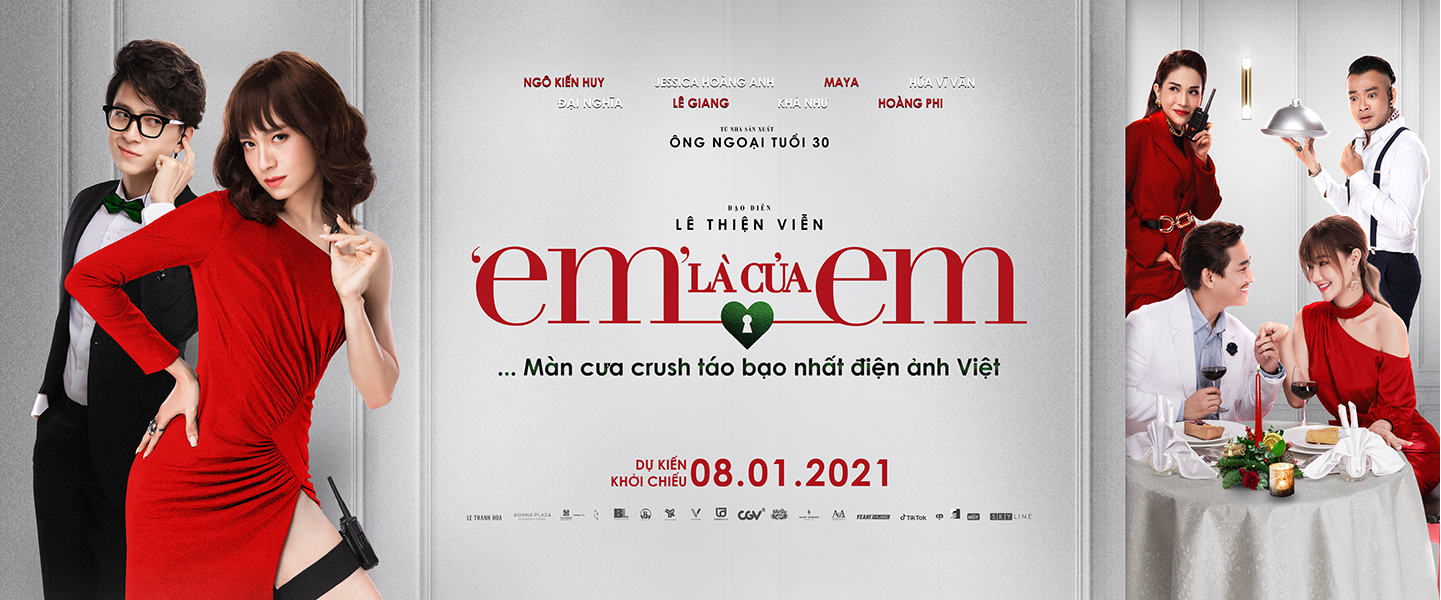 NGÔ KIẾN HUY JESSICA HOÀNG ANH MAYA HỨA VĨ VĂN
ĐẠI NGHĨA LÊ GIANG KHẢ NHƯ HOÀNG PHI
TỪ NHÀ SẢN XUẤT
ÔNG NGOẠI TUỔI 30
ĐẠO DIỄN
LÊ THIỆN VIỄN
'em' LÀ CỦA em
... Màn cưa crush táo bạo nhất điện ảnh Việt
DỰ KIẾN
KHỞI CHIẾU 08.01.2021
LE THANH HOA ASIANA PLAZA CGV YEAH1 TikTok SKYLINE